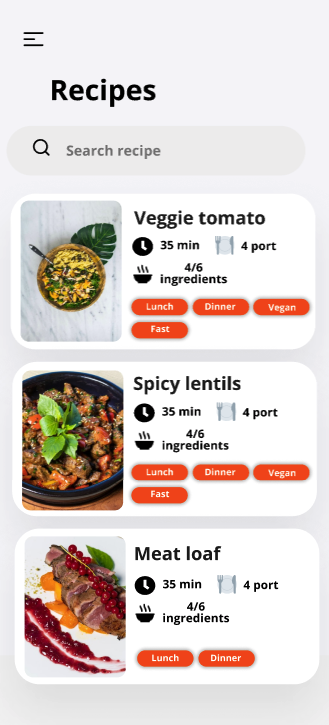 Recipes
Search recipe
Veggie tomato
35 min 4 port
4/6
ingredients
Lunch Dinner Vegan
Fast
Spicy lentils
35 min 4 port
4/6
ingredients
Lunch Dinner Vegan
Fast
Meat loaf
35 min 4 port
4/6
ingredients
Lunch Dinner